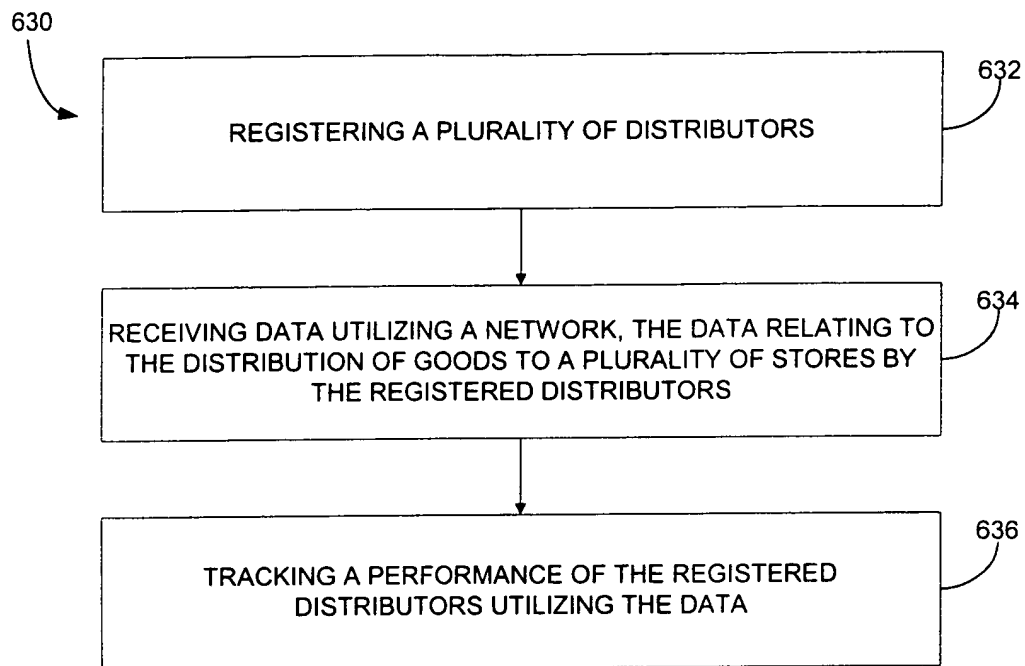 630
632
REGISTERING A PLURALITY OF DISTRIBUTORS
634
RECEIVING DATA UTILIZING A NETWORK, THE DATA RELATING TO
THE DISTRIBUTION OF GOODS TO A PLURALITY OF STORES BY
THE REGISTERED DISTRIBUTORS
636
TRACKING A PERFORMANCE OF THE REGISTERED
DISTRIBUTORS UTILIZING THE DATA